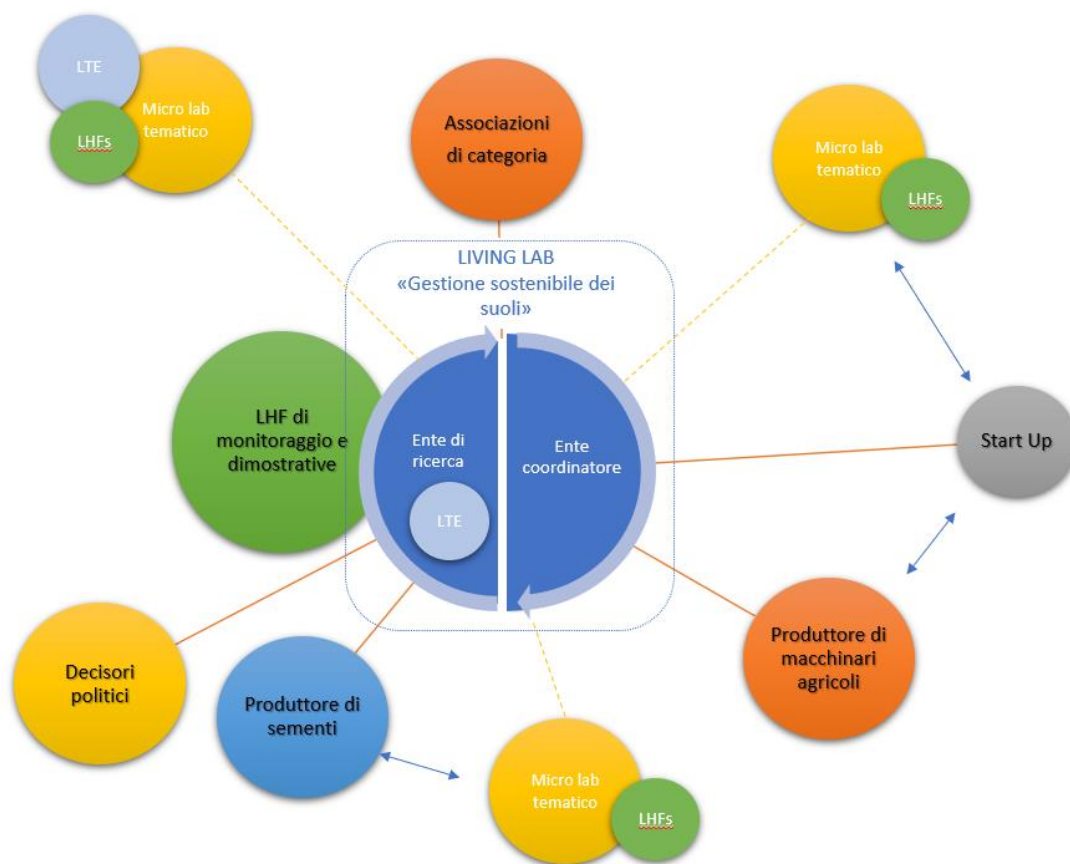 LTE
LHFs
Micro lab
tematico
Associazioni
di categoria
Micro lab
tematico
LHFs
LIVING LAB
«Gestione sostenibile dei
suoli»
LHF di
monitoraggio e
dimostrative
Ente di
ricerca
LTE
Ente
coordinatore
Start Up
Decisori
politici
Produttore di
sementi
Produttore di
macchinari
agricoli
Micro lab
tematico
LHFs